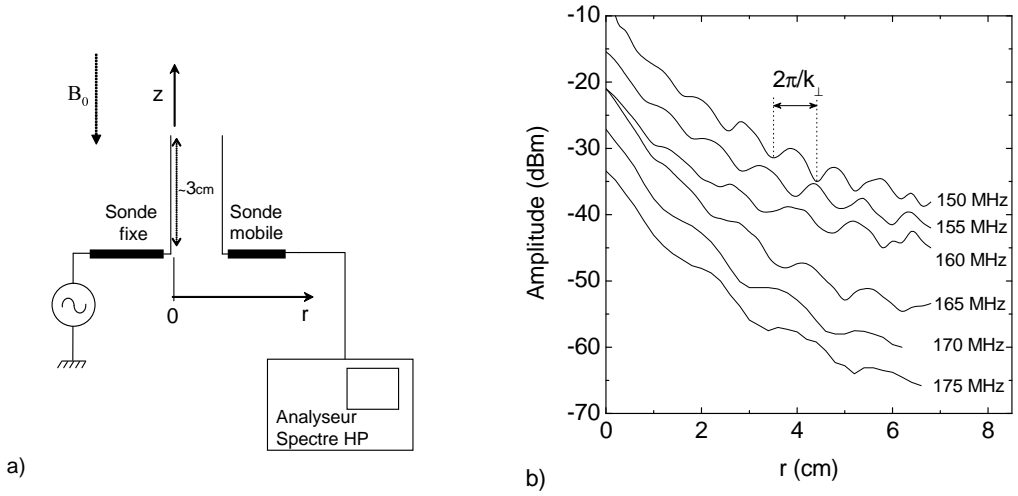 B0
z
~3cm
Sonde
fixe
Sonde
mobile
0
r
Analyseur
Spectre HP
a)
-10
-20
-30
-40
-50
-60
-70
Amplitude (dBm)
2π/k⊥
150 MHz
155 MHz
160 MHz
165 MHz
170 MHz
175 MHz
0 2 4 6 8
r (cm)
b)